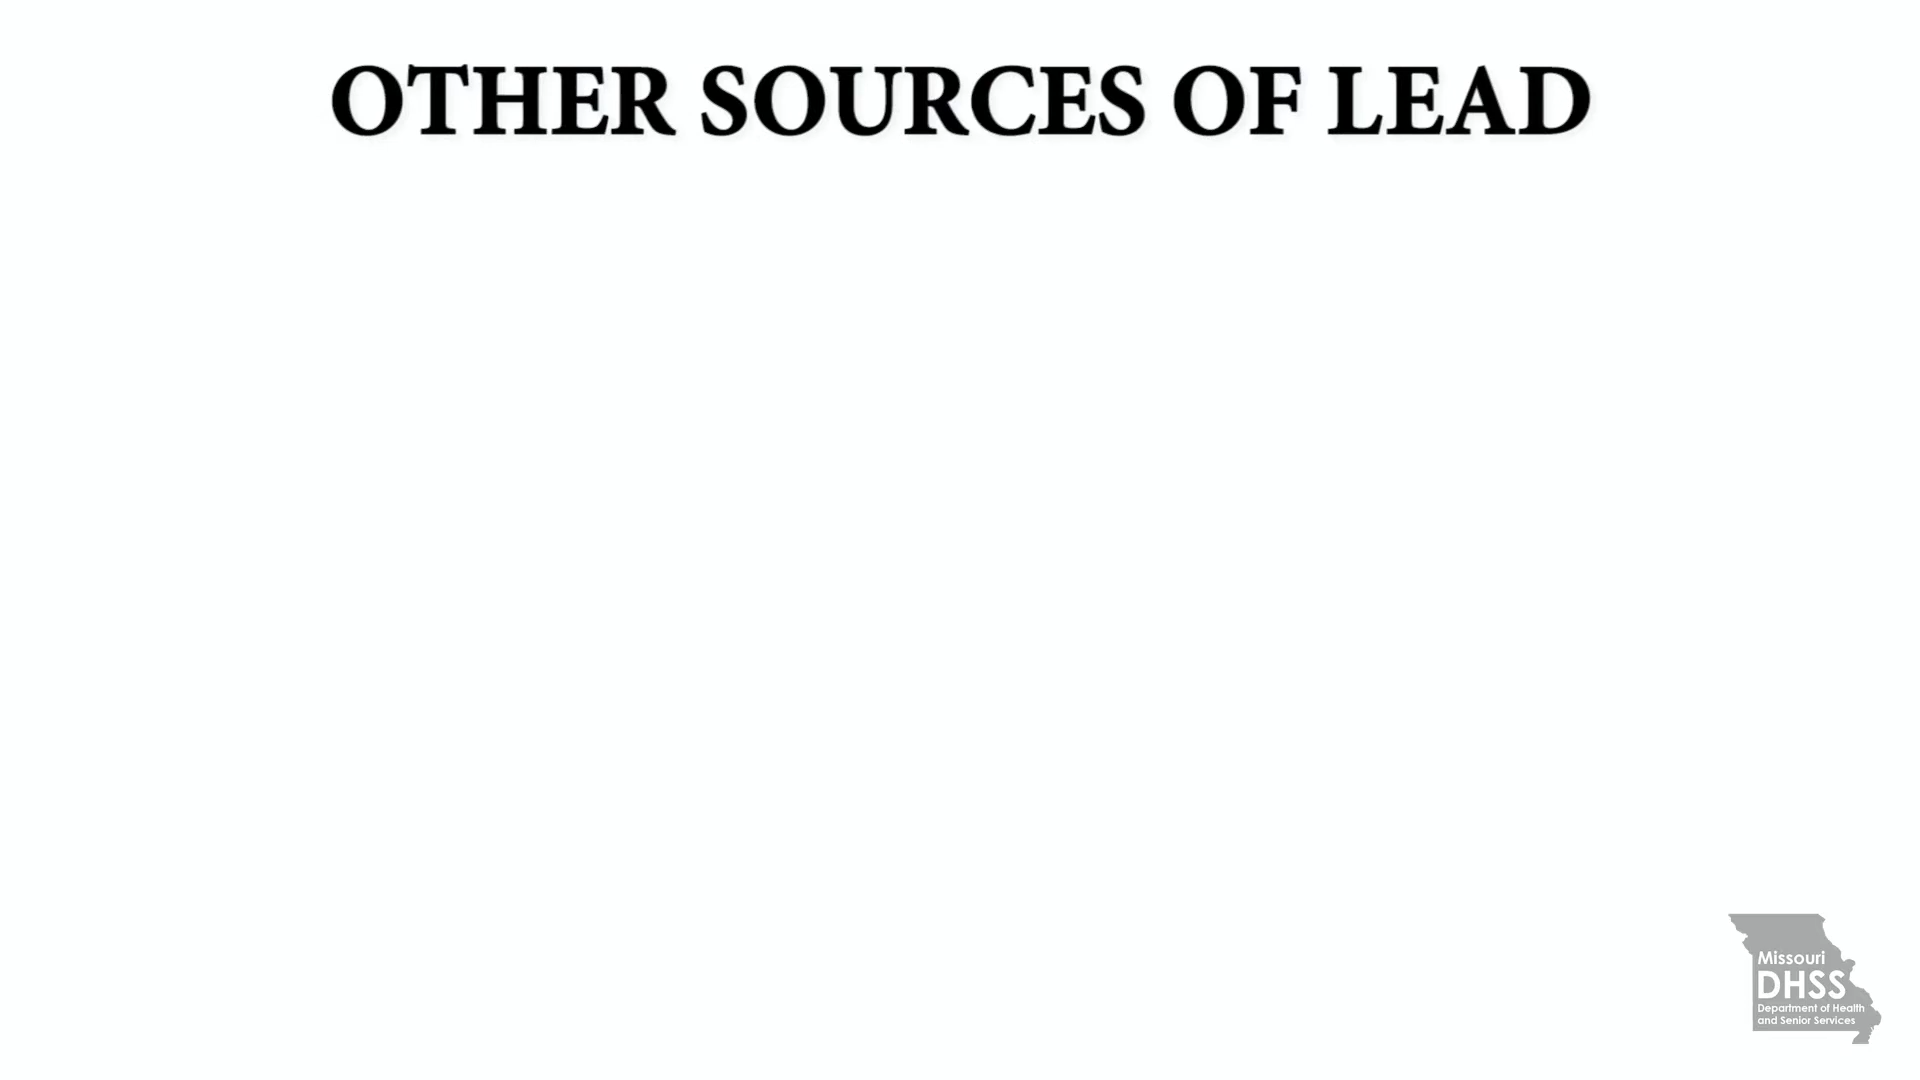 OTHER SOURCES OF LEAD
Missouri
DHSS
Department of Health
and Senior Services